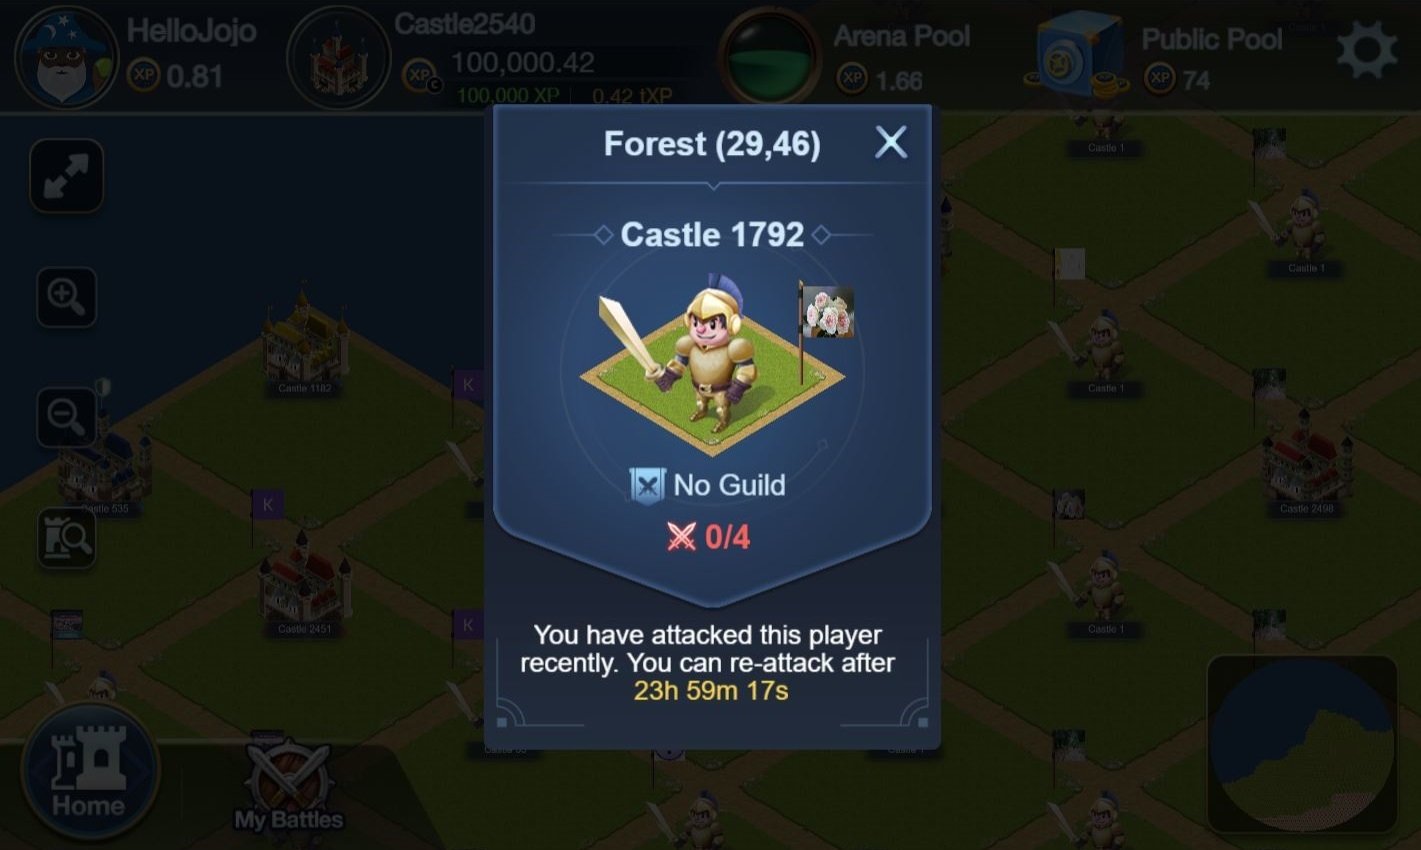 HelloJojo
XP 0.81
Castle2540
XP C 100,000.42
100,000 XP | 0.42 tXP
Arena Pool
XP 1.66
Public Pool
XP 74
Forest (29,46)
Castle 1792
No Guild
0/4
You have attacked this player
recently. You can re-attack after
23h 59m 17s
Castle 1
Castle 1
Castle 1182
K
Castle 1
Castle 535
K
Castle 2498
Castle 2451
K
Castle 1
Castle 1
Home
My Battles